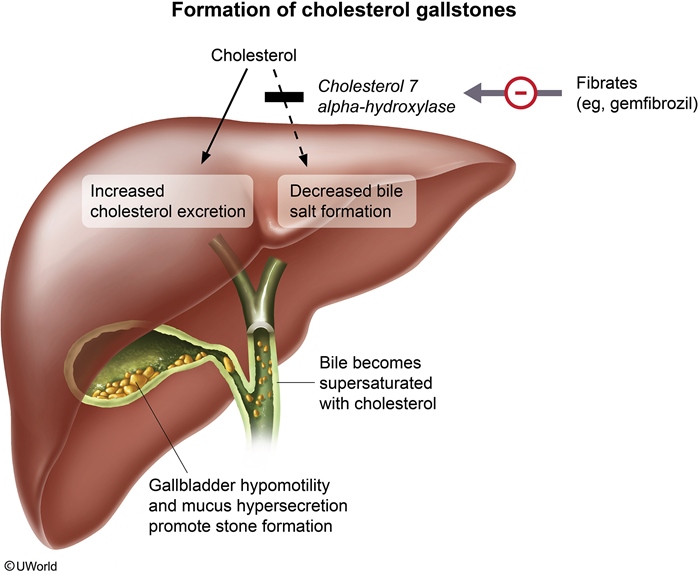 Formation of cholesterol gallstones
Cholesterol
Cholesterol 7
alpha-hydroxylase
−
Fibrates
(eg, gemfibrozil)
Increased
cholesterol excretion
Decreased bile
salt formation
Bile becomes
supersaturated
with cholesterol
Gallbladder hypomotility
and mucus hypersecretion
promote stone formation
©UWorld